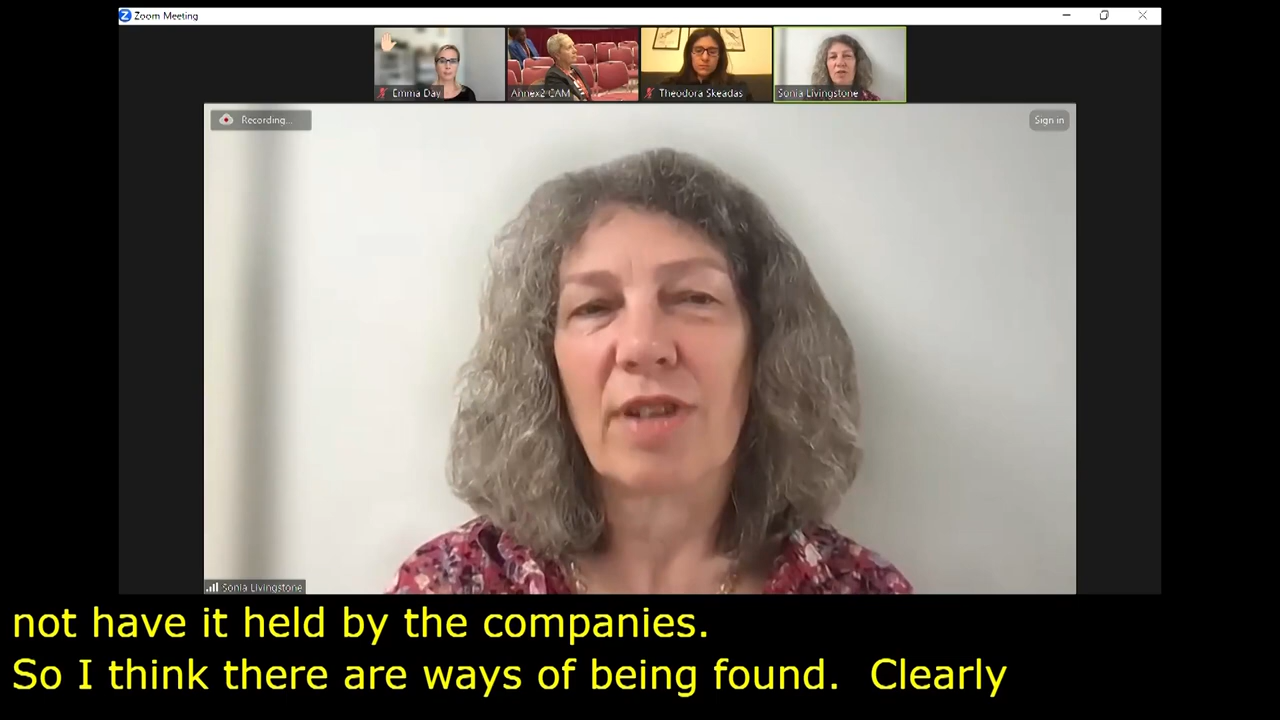 Zoom Meeting
Emma Day
Annex2 CAM
Theodora Skeadas
Sonia Livingstone
Recording...
Sign in
Sonia Livingstone
not have it held by the companies.
So I think there are ways of being found.  Clearly